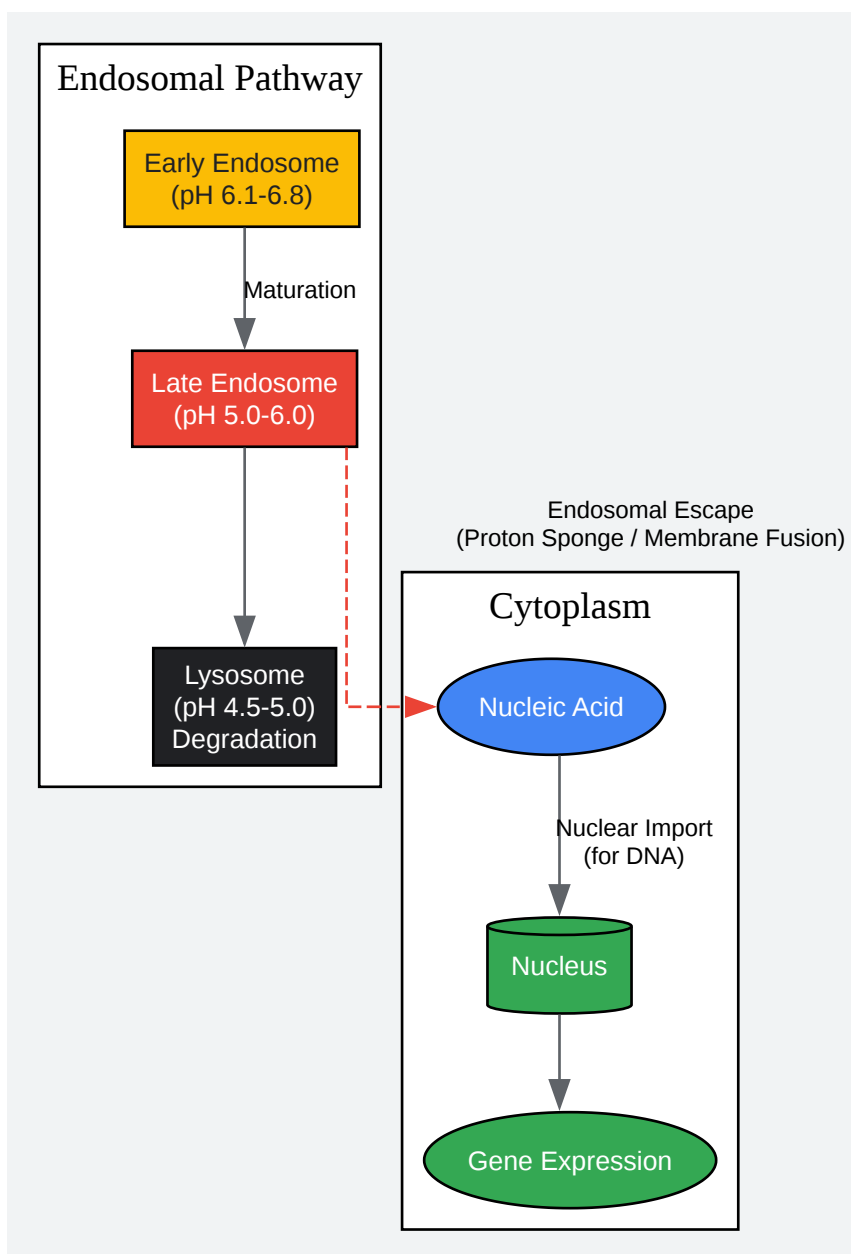 Endosomal Pathway
Early Endosome
(pH 6.1-6.8)
Maturation
Late Endosome
(pH 5.0-6.0)
Lysosome
(pH 4.5-5.0)
Degradation
Endosomal Escape
(Proton Sponge / Membrane Fusion)
Cytoplasm
Nucleic Acid
Nuclear Import
(for DNA)
Nucleus
Gene Expression